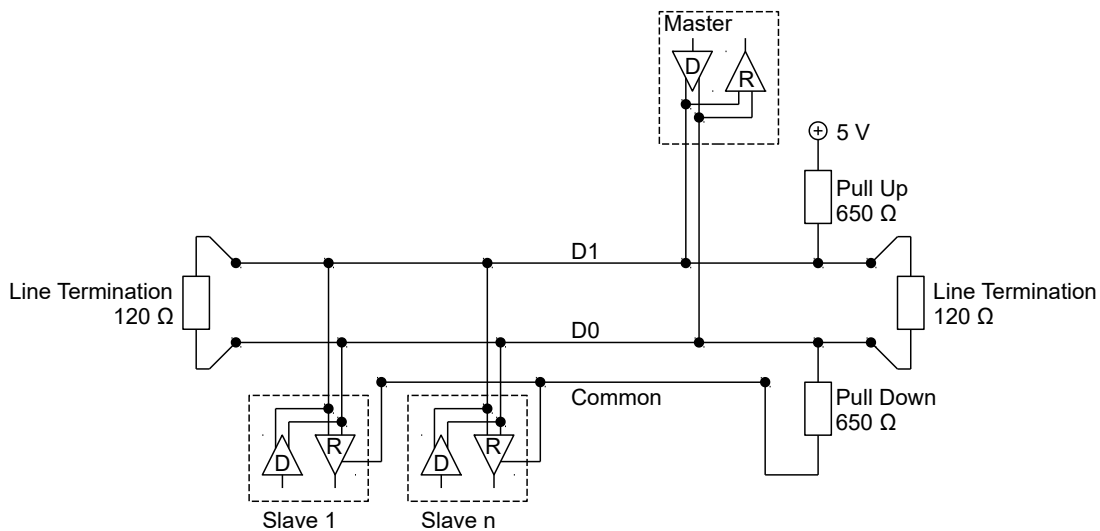 Master
D
R
5 V
Pull Up
650 Ω
D1
Line Termination
120 Ω
Line Termination
120 Ω
D0
Common
Pull Down
650 Ω
D
R
D
R
Slave 1
Slave n